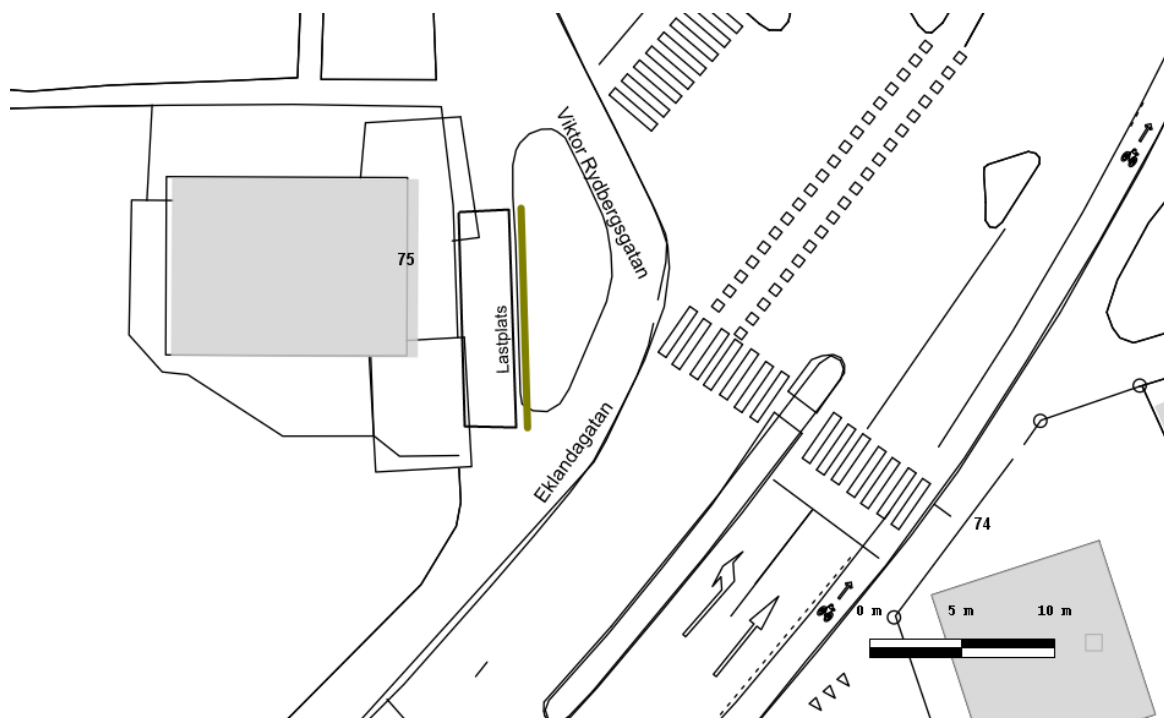 Viktor Rydbergsgatan
75
Lastplats
Eklandagatan
74
0 m 5 m 10 m